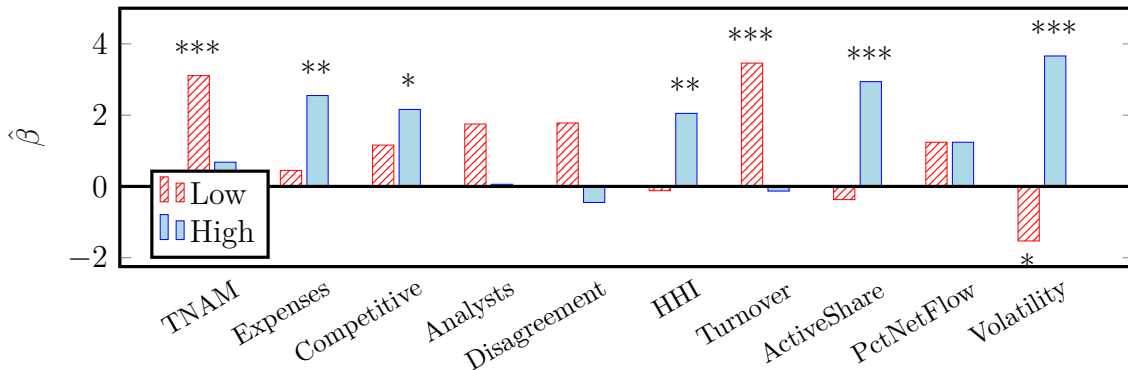 ***
***
***
**
**
***
*
4
2
0
−2
β̂
Low
High
*
TNAM
Expenses
Competitive
Analysts
Disagreement
HHI
Turnover
ActiveShare
PctNetFlow
Volatility